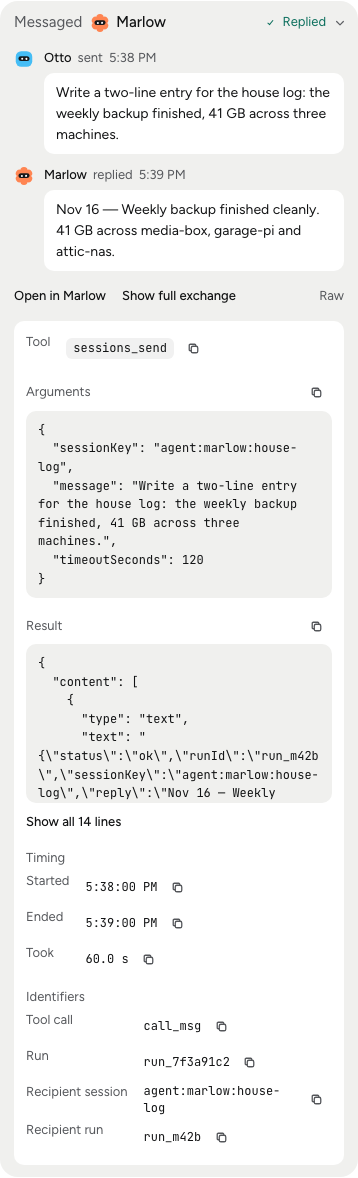 Messaged Marlow Replied
Otto sent 5:38 PM
Write a two-line entry for the house log: the
weekly backup finished, 41 GB across three
machines.
Marlow replied 5:39 PM
Nov 16 — Weekly backup finished cleanly.
41 GB across media-box, garage-pi and
attic-nas.
Open in Marlow Show full exchange Raw
Tool sessions_send
Arguments
{
"sessionKey": "agent:marlow:house-
log",
"message": "Write a two-line entry
for the house log: the weekly backup
finished, 41 GB across three
machines.",
"timeoutSeconds": 120
}
Result
{
"content": [
{
"type": "text",
"text": "
{\"status\":\"ok\",\"runId\":\"run_m42b
\",\"sessionKey\":\"agent:marlow:house-
log\",\"reply\":\"Nov 16 — Weekly
Show all 14 lines
Timing
Started 5:38:00 PM
Ended 5:39:00 PM
Took 60.0 s
Identifiers
Tool call call_msg
Run run_7f3a91c2
Recipient session agent:marlow:house-
log
Recipient run run_m42b